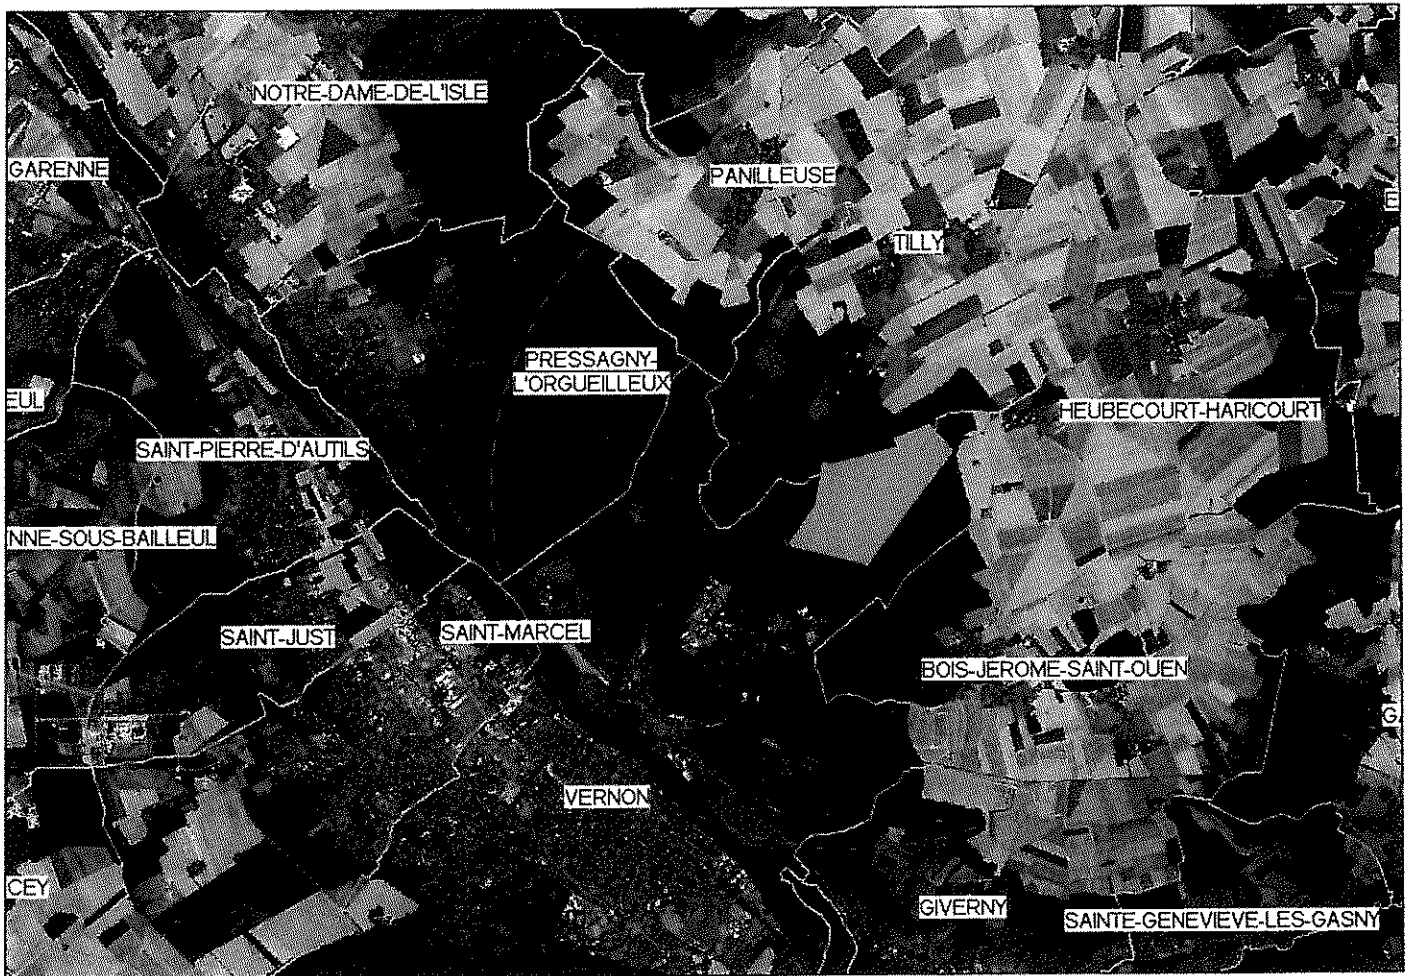 NOTRE-DAME-DE-L'ISLE
GARENNE
PANILLEUSE
E
TILLY
PRESSAGNY-
L'ORGUEILLEUX
EUL
HEUBECOURT-HARICOURT
SAINT-PIERRE-D'AUTILS
NNE-SOUS-BAILLEUL
SAINT-JUST
SAINT-MARCEL
BOIS-JEROME-SAINT-OUEN
G
VERNON
CEY
GIVERNY
SAINTE-GENEVIEVE-LES-GASNY